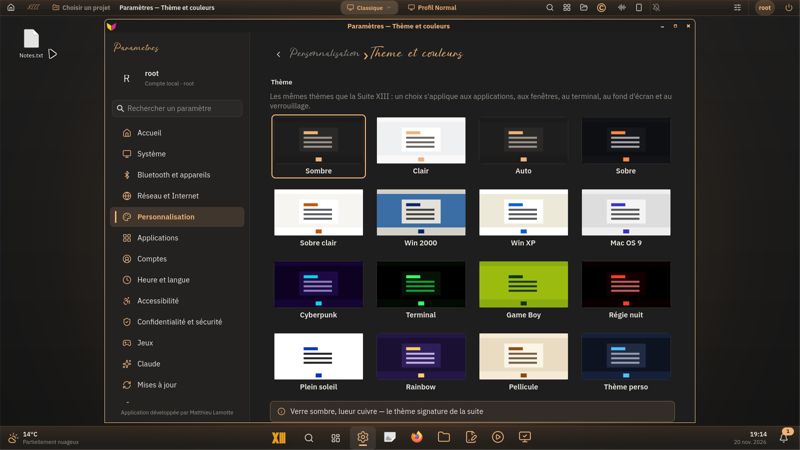 Choisir un projet
Paramètres — Thème et couleurs
Classique
Profil Normal
root
Notes.txt
Paramètres — Thème et couleurs
Paramètres
R
root
Compte local · root
Rechercher un paramètre
Accueil
Système
Bluetooth et appareils
Réseau et Internet
Personnalisation
Applications
Comptes
Heure et langue
Accessibilité
Confidentialité et sécurité
Jeux
Claude
Mises à jour
Application développée par Matthieu Lamotte
Personnalisation
Thème et couleurs
Thème
Les mêmes thèmes que la Suite XIII : un choix s'applique aux applications, aux fenêtres, au terminal, au fond d'écran et au
verrouillage.
Sombre
Clair
Auto
Sobre
Sobre clair
Win 2000
Win XP
Mac OS 9
Cyberpunk
Terminal
Game Boy
Régie nuit
Plein soleil
Rainbow
Pellicule
Thème perso
Verre sombre, lueur cuivre — le thème signature de la suite
14°C
Partiellement nuageux
XIII
19:14
20 nov. 2026
1